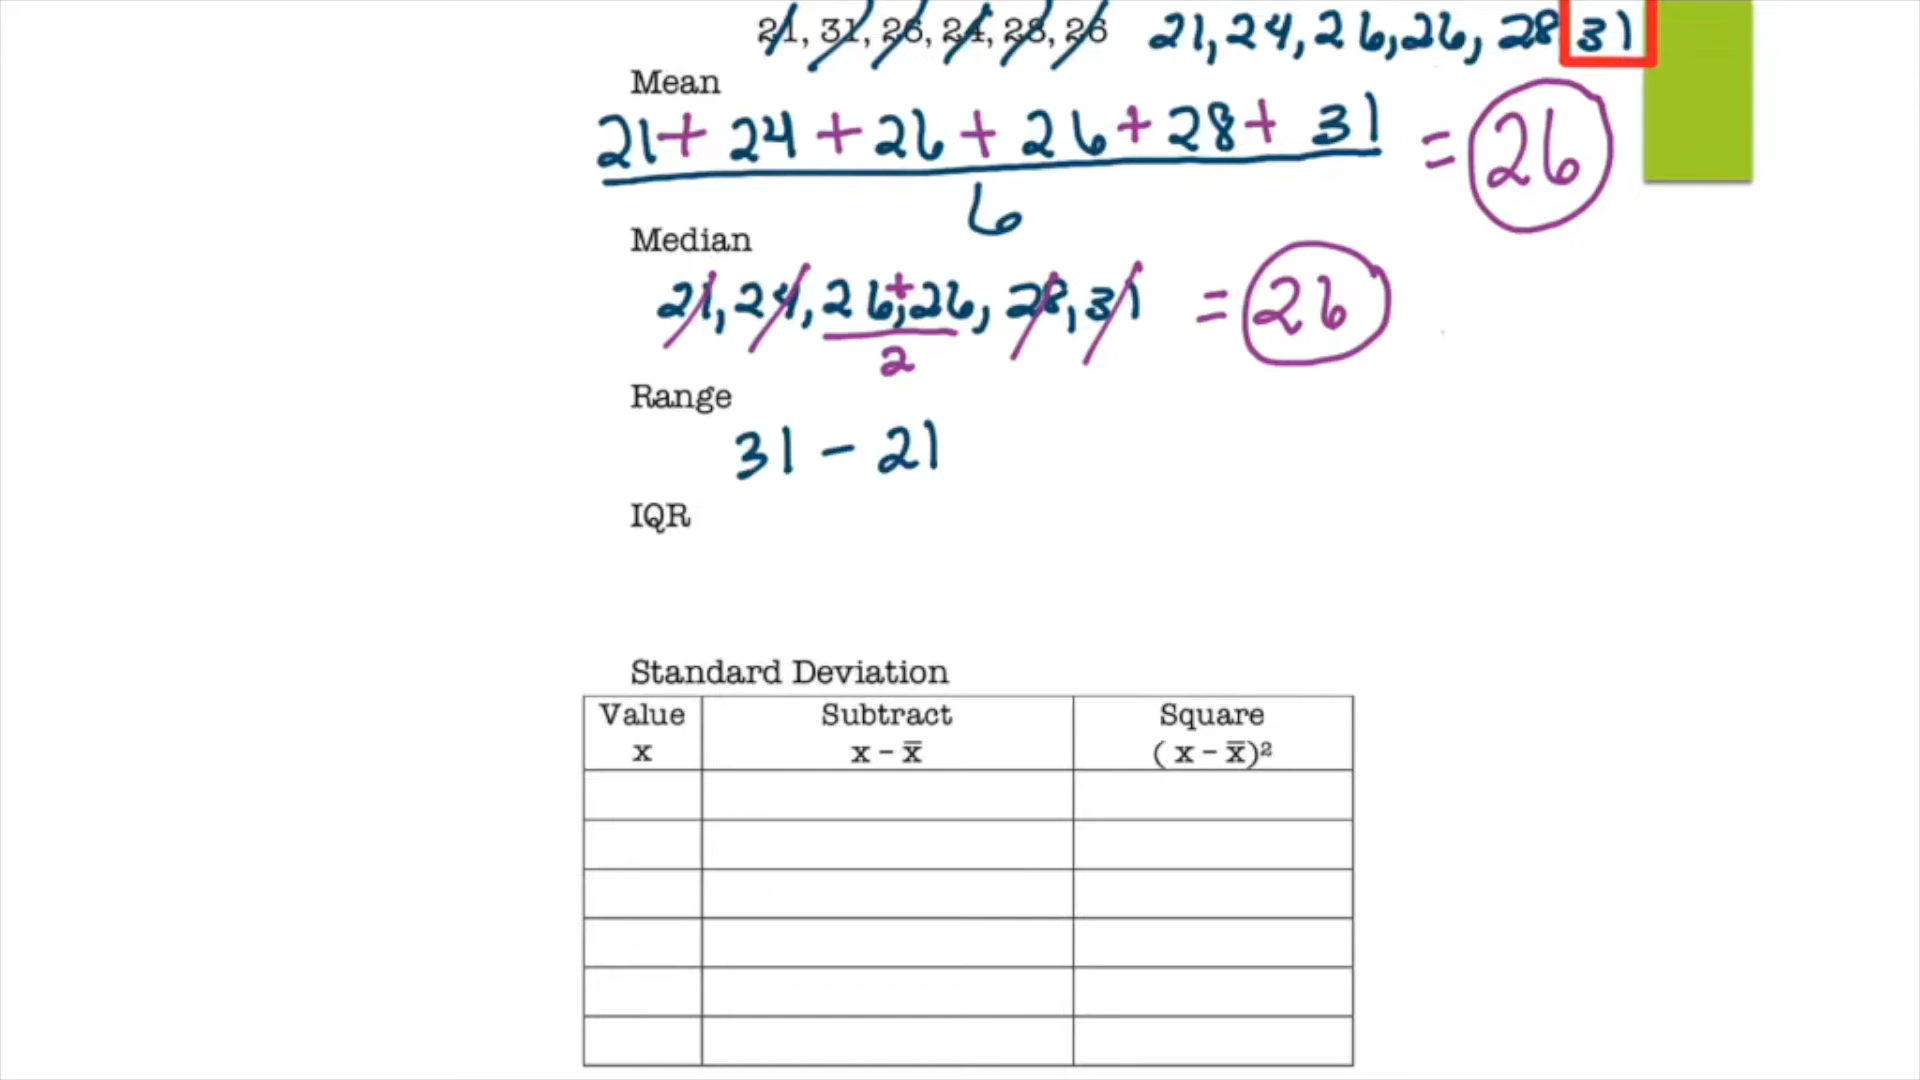 21, 31, 26, 24, 28, 26 21, 24, 26, 26, 28 31
Mean
21 + 24 + 26 + 26 + 28 + 31 = 26
6
Median
21, 24, 26, + 26, 28, 31 = 26
2
Range
31 - 21
IQR
Standard Deviation
Value Subtract Square
x x - x̅ ( x - x̅)²